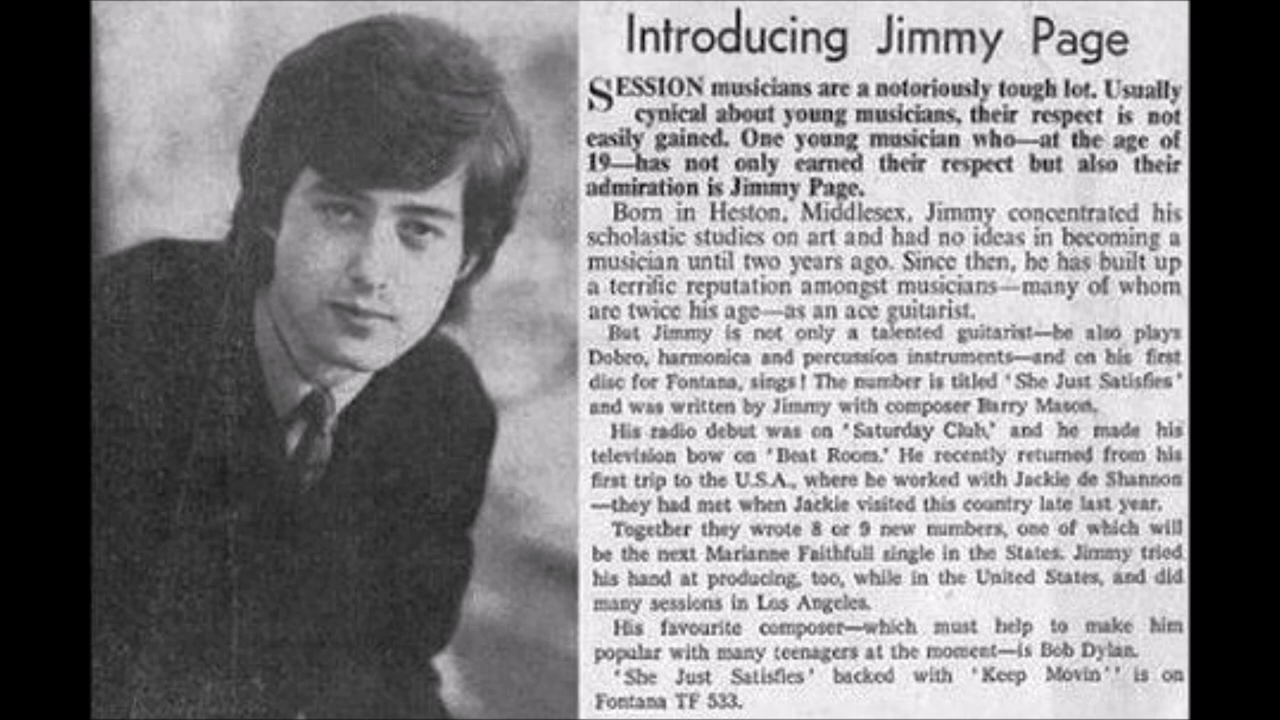 Introducing Jimmy Page
SESSION musicians are a notoriously tough lot. Usually
cynical about young musicians, their respect is not
easily gained. One young musician who—at the age of
19—has not only earned their respect but also their
admiration is Jimmy Page.
Born in Heston, Middlesex, Jimmy concentrated his
scholastic studies on art and had no ideas in becoming a
musician until two years ago. Since then, he has built up
a terrific reputation amongst musicians—many of whom
are twice his age—as an ace guitarist.
But Jimmy is not only a talented guitarist—he also plays
Dobro, harmonica and percussion instruments—and on his first
disc for Fontana, sings! The number is titled 'She Just Satisfies'
and was written by Jimmy with composer Barry Mason.
His radio debut was on 'Saturday Club,' and he made his
television bow on 'Beat Room.' He recently returned from his
first trip to the U.S.A., where he worked with Jackie de Shannon
—they had met when Jackie visited this country late last year.
Together they wrote 8 or 9 new numbers, one of which will
be the next Marianne Faithfull single in the States. Jimmy tried
his hand at producing, too, while in the United States, and did
many sessions in Los Angeles.
His favourite composer—which must help to make him
popular with many teenagers at the moment—is Bob Dylan.
'She Just Satisfies' backed with 'Keep Movin'' is on
Fontana TF 533.